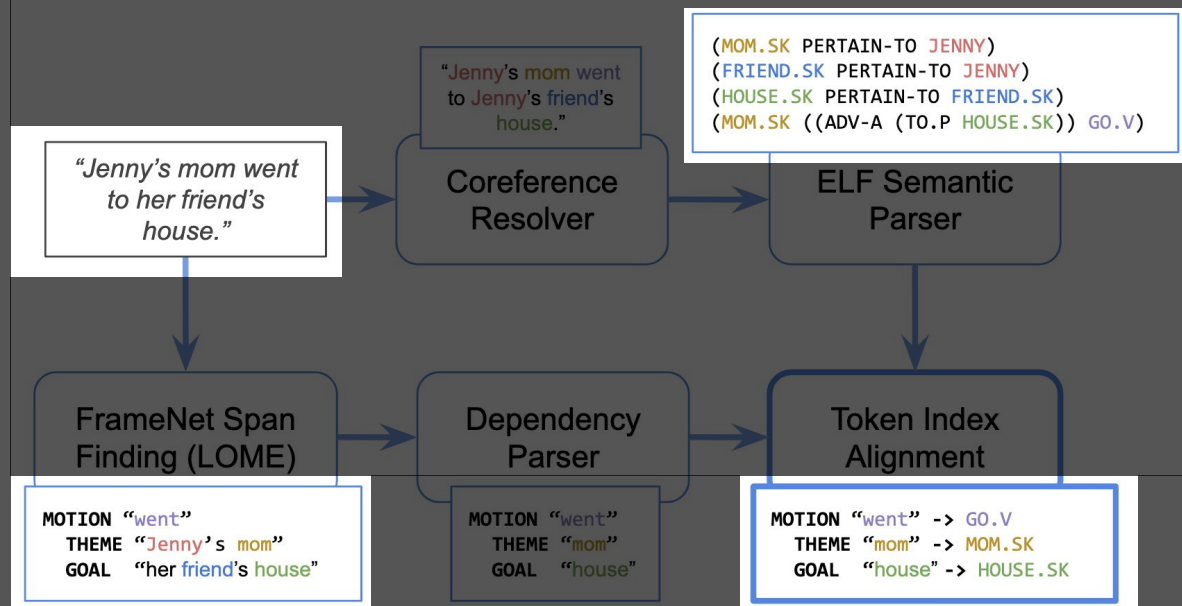 (MOM.SK PERTAIN-TO JENNY)
(FRIEND.SK PERTAIN-TO JENNY)
(HOUSE.SK PERTAIN-TO FRIEND.SK)
(MOM.SK ((ADV-A (TO.P HOUSE.SK)) GO.V)
“Jenny’s mom went
to Jenny’s friend’s
house.”
“Jenny’s mom went
to her friend’s
house.”
Coreference
Resolver
ELF Semantic
Parser
FrameNet Span
Finding (LOME)
Dependency
Parser
Token Index
Alignment
MOTION “went”
THEME “Jenny’s mom”
GOAL “her friend’s house”
MOTION “went”
THEME “mom”
GOAL “house”
MOTION “went” -> GO.V
THEME “mom” -> MOM.SK
GOAL “house” -> HOUSE.SK